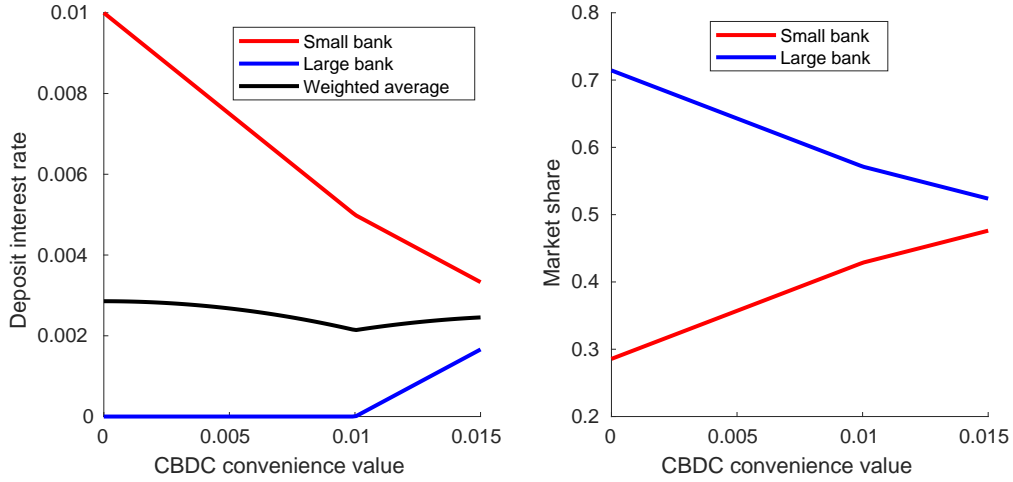 0.01
0.008
0.006
0.004
0.002
0
0
0.005
0.01
0.015
Deposit interest rate
CBDC convenience value
Small bank
Large bank
Weighted average
0.8
0.7
0.6
0.5
0.4
0.3
0.2
0
0.005
0.01
0.015
Market share
CBDC convenience value
Small bank
Large bank